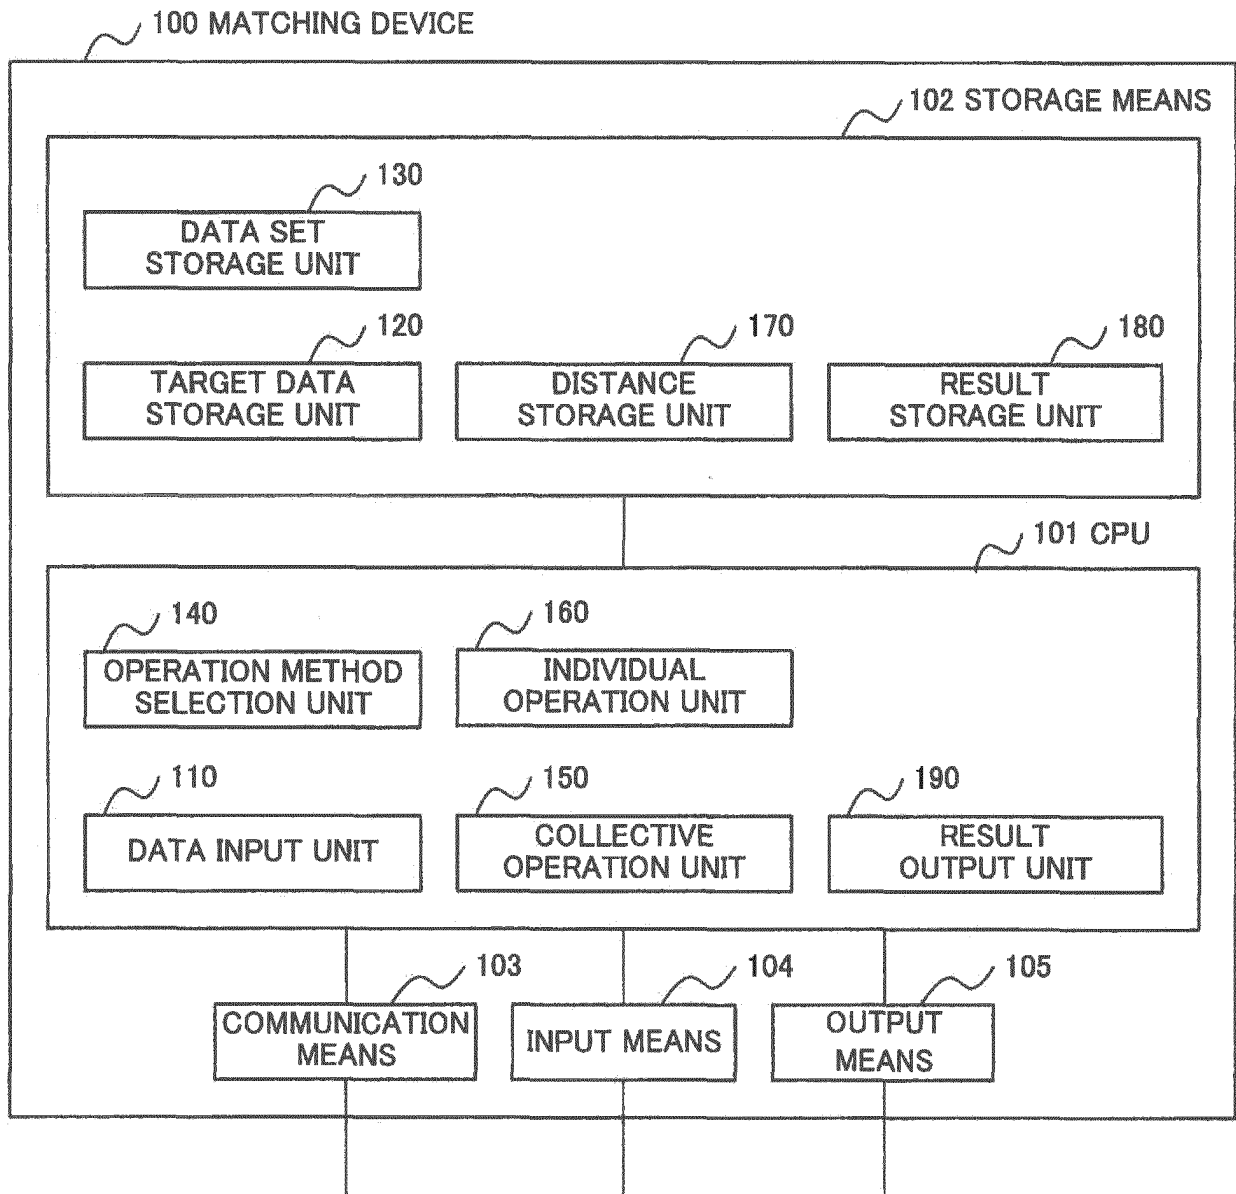 100 MATCHING DEVICE
102 STORAGE MEANS
130
DATA SET
STORAGE UNIT
120
TARGET DATA
STORAGE UNIT
170
DISTANCE
STORAGE UNIT
180
RESULT
STORAGE UNIT
101 CPU
140
OPERATION METHOD
SELECTION UNIT
160
INDIVIDUAL
OPERATION UNIT
110
DATA INPUT UNIT
150
COLLECTIVE
OPERATION UNIT
190
RESULT
OUTPUT UNIT
103
COMMUNICATION
MEANS
104
INPUT MEANS
105
OUTPUT
MEANS